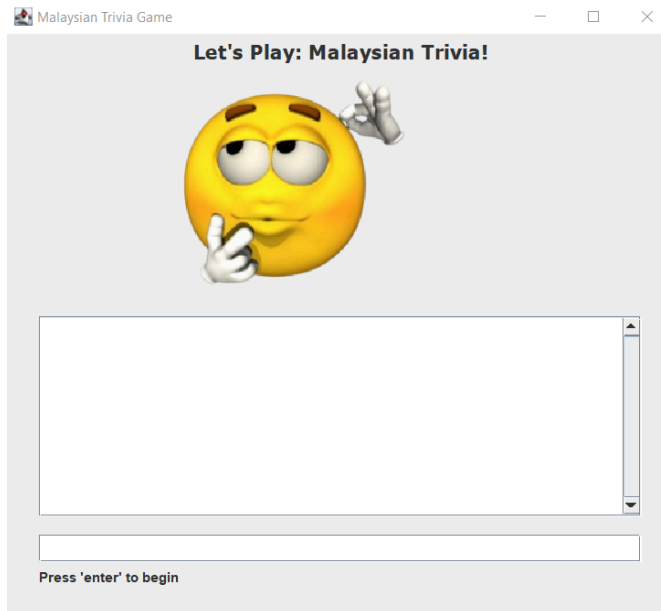 Malaysian Trivia Game
Let's Play: Malaysian Trivia!
Press 'enter' to begin